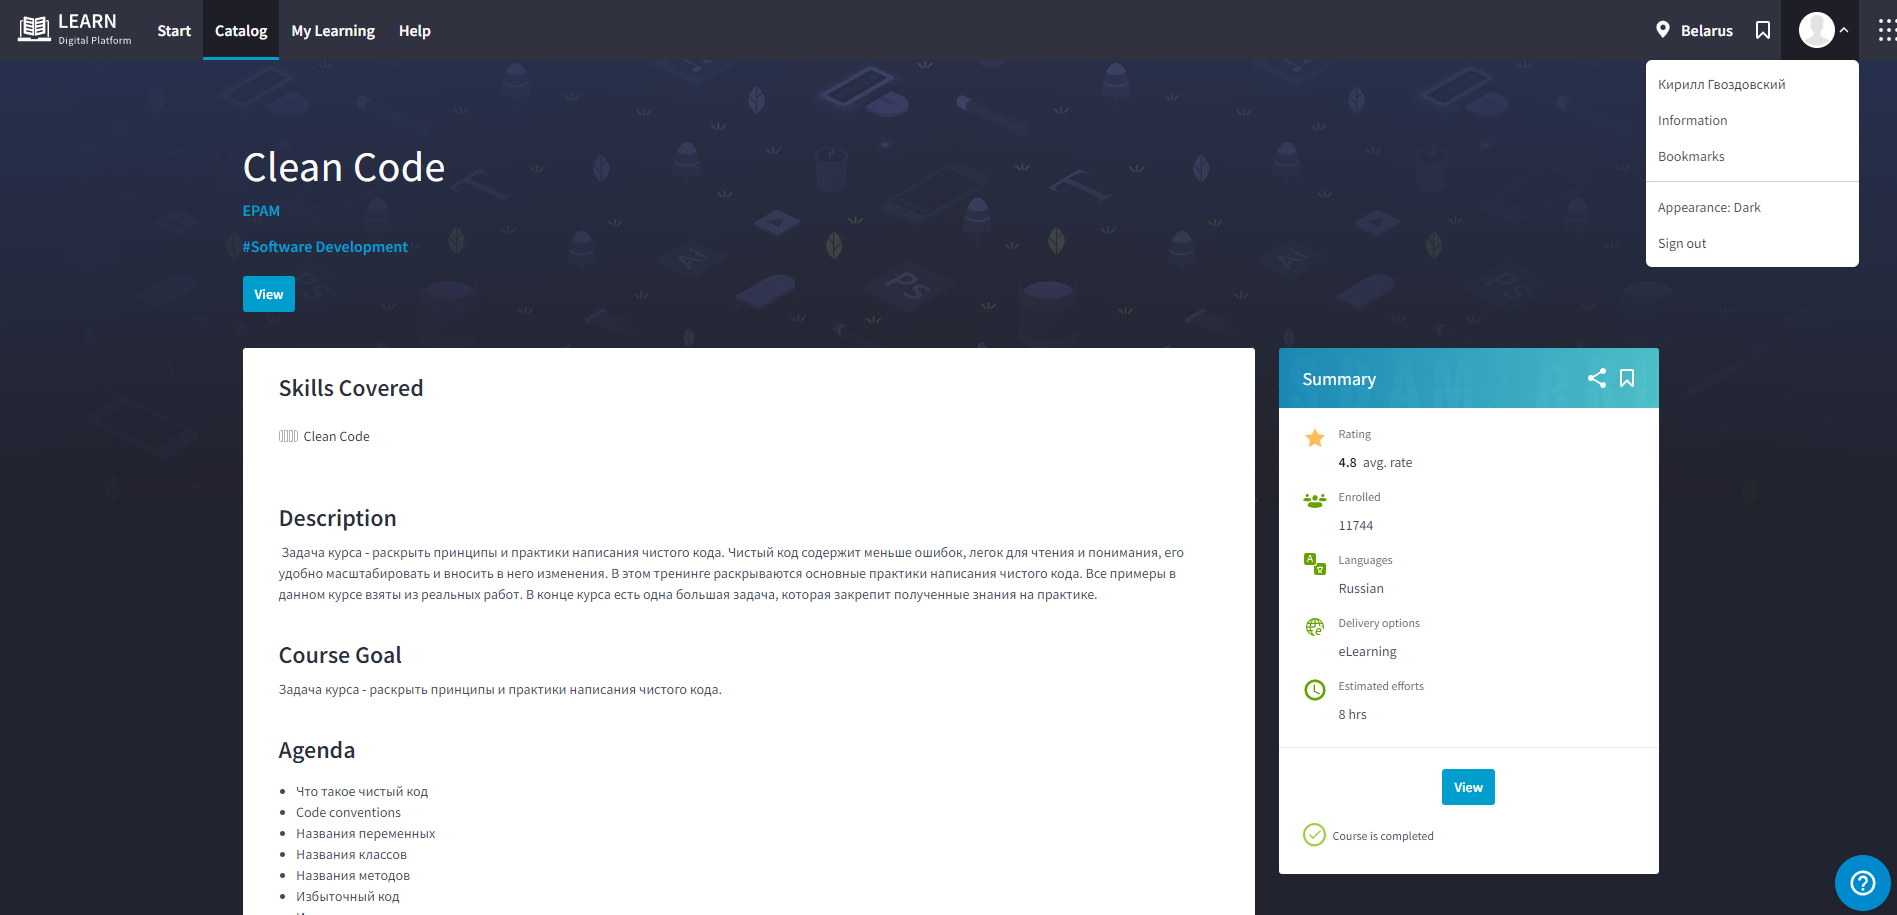 LEARN
Digital Platform
Start
Catalog
My Learning
Help
Belarus
Кирилл Гвоздовский
Information
Bookmarks
Appearance: Dark
Sign out
Clean Code
EPAM
#Software Development
View
Skills Covered
Clean Code
Description
Задача курса - раскрыть принципы и практики написания чистого кода. Чистый код содержит меньше ошибок, легок для чтения и понимания, его
удобно масштабировать и вносить в него изменения. В этом тренинге раскрываются основные практики написания чистого кода. Все примеры в
данном курсе взяты из реальных работ. В конце курса есть одна большая задача, которая закрепит полученные знания на практике.
Course Goal
Задача курса - раскрыть принципы и практики написания чистого кода.
Agenda
Что такое чистый код
Code conventions
Названия переменных
Названия классов
Названия методов
Избыточный код
Summary
Rating
4.8 avg. rate
Enrolled
11744
Languages
Russian
Delivery options
eLearning
Estimated efforts
8 hrs
View
Course is completed